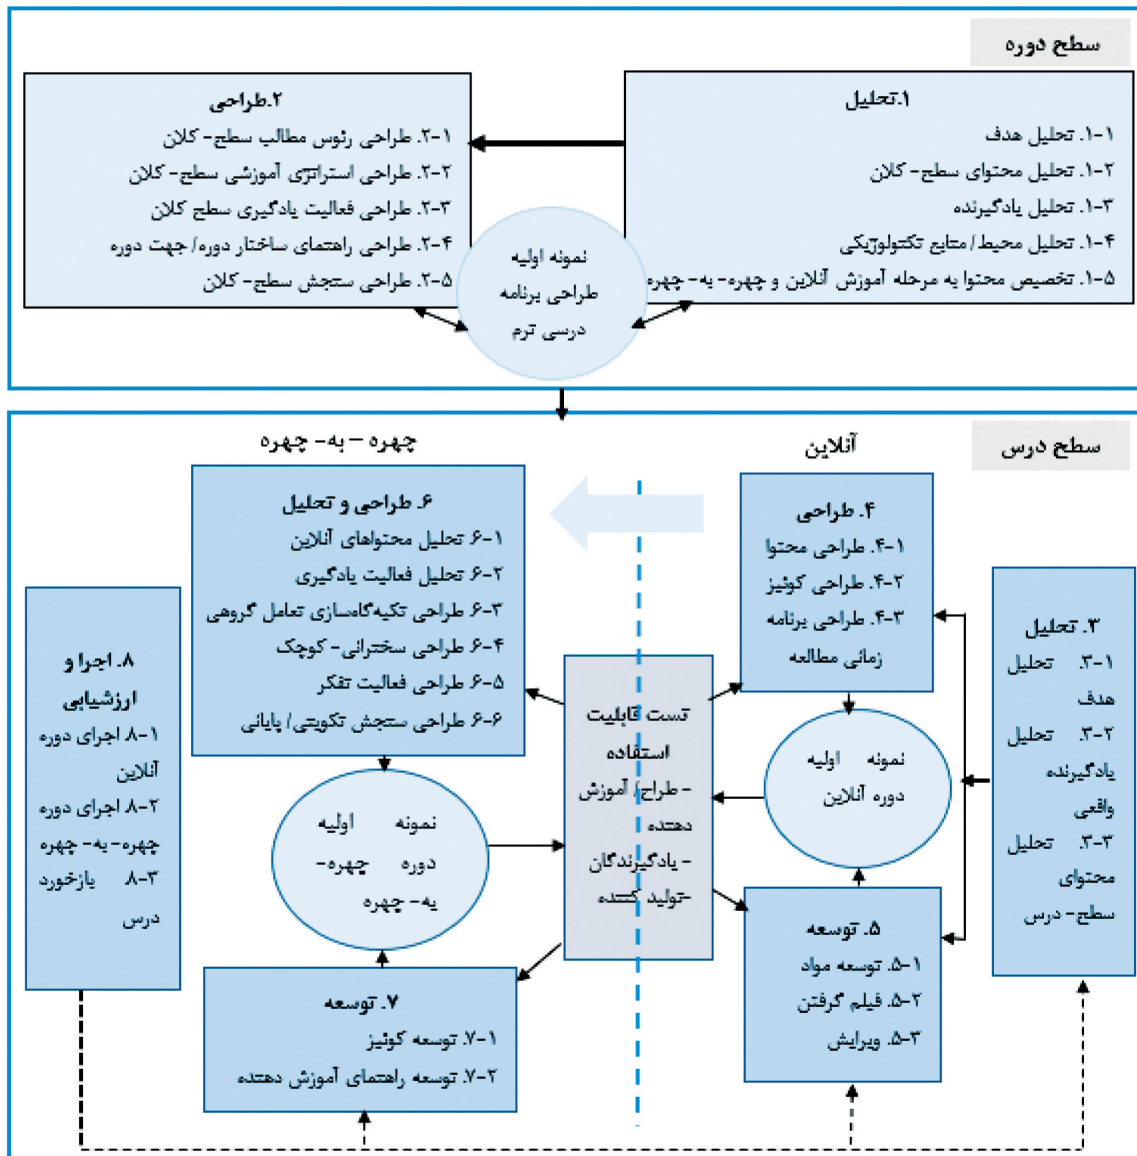 سطح دوره
۱.تحلیل
۱-۱. تحلیل هدف
۱-۲. تحلیل محتوای سطح- کلان
۱-۳. تحلیل یادگیرنده
۱-۴. تحلیل محیط/ منابع تکنولوژیکی
۱-۵. تخصیص محتوا به مرحله آموزش آنلاین و چهره- به- چهره
۲.طراحی
۲-۱. طراحی رئوس مطالب سطح- کلان
۲-۲. طراحی استراتژی آموزشی سطح- کلان
۲-۳. طراحی فعالیت یادگیری سطح کلان
۲-۴. طراحی راهنمای ساختار دوره/ جهت دوره
۲-۵. طراحی سنجش سطح- کلان
نمونه اولیه
طراحی برنامه
درسی ترم
سطح درس
آنلاین
چهره – به- چهره
۳. تحلیل
۳-۱. تحلیل
هدف
۳-۲. تحلیل
یادگیرنده
واقعی
۳-۳. تحلیل
محتوای
سطح- درس
۴. طراحی
۴-۱. طراحی محتوا
۴-۲. طراحی کوئیز
۴-۳. طراحی برنامه
زمانی مطالعه
نمونه اولیه
دوره آنلاین
۵. توسعه
۵-۱. توسعه مواد
۵-۲. فیلم گرفتن
۵-۳. ویرایش
تست قابلیت
استفاده
- طراح/ آموزش
دهنده
- یادگیرندگان
-تولید کننده
۶. طراحی و تحلیل
۶-۱ تحلیل محتواهای آنلاین
۶-۲ تحلیل فعالیت یادگیری
۶-۳ طراحی تکیه‌گاه‌سازی تعامل گروهی
۶-۴ طراحی سخنرانی- کوچک
۶-۵ طراحی فعالیت تفکر
۶-۶ طراحی سنجش تکوینی/ پایانی
نمونه اولیه
دوره چهره-
به- چهره
۷. توسعه
۷-۱. توسعه کوئیز
۷-۲. توسعه راهنمای آموزش دهنده
۸. اجرا و
ارزشیابی
۸-۱ اجرای دوره
آنلاین
۸-۲ اجرای دوره
چهره- به- چهره
۸-۳. بازخورد
درس